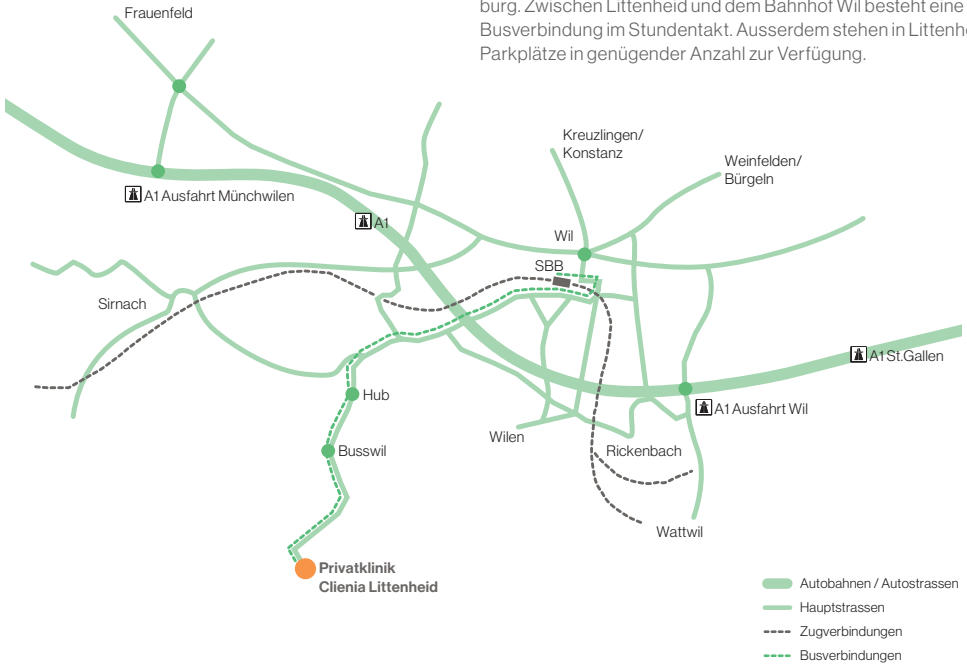 burg. Zwischen Littenheid und dem Bahnhof Wil besteht eine
Busverbindung im Stundentakt. Ausserdem stehen in Littenhe
Parkplätze in genügender Anzahl zur Verfügung.
Frauenfeld
Kreuzlingen/
Konstanz
Weinfelden/
Bürgeln
A1 Ausfahrt Münchwilen
A1
Wil
SBB
Sirnach
A1 St.Gallen
Hub
A1 Ausfahrt Wil
Wilen
Busswil
Rickenbach
Wattwil
Privatklinik
Clienia Littenheid
Autobahnen / Autostrassen
Hauptstrassen
Zugverbindungen
Busverbindungen